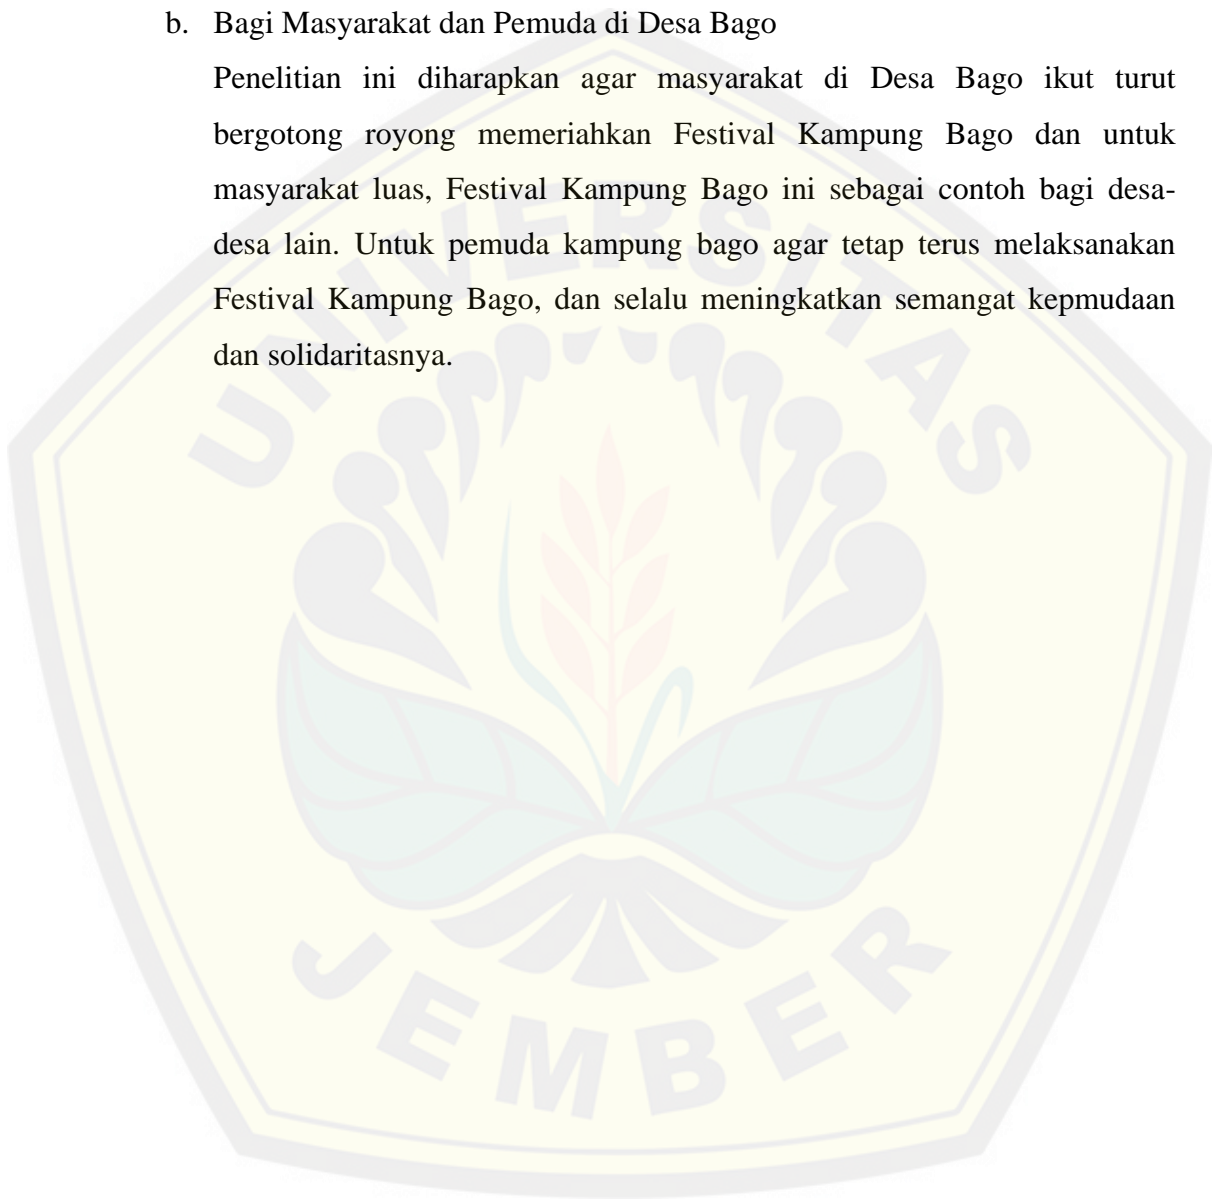 b. Bagi Masyarakat dan Pemuda di Desa Bago
Penelitian ini diharapkan agar masyarakat di Desa Bago ikut turut
bergotong royong memeriahkan Festival Kampung Bago dan untuk
masyarakat luas, Festival Kampung Bago ini sebagai contoh bagi desa-
desa lain. Untuk pemuda kampung bago agar tetap terus melaksanakan
Festival Kampung Bago, dan selalu meningkatkan semangat kepmudaan
dan solidaritasnya.
UNIVERSITAS
JEMBER